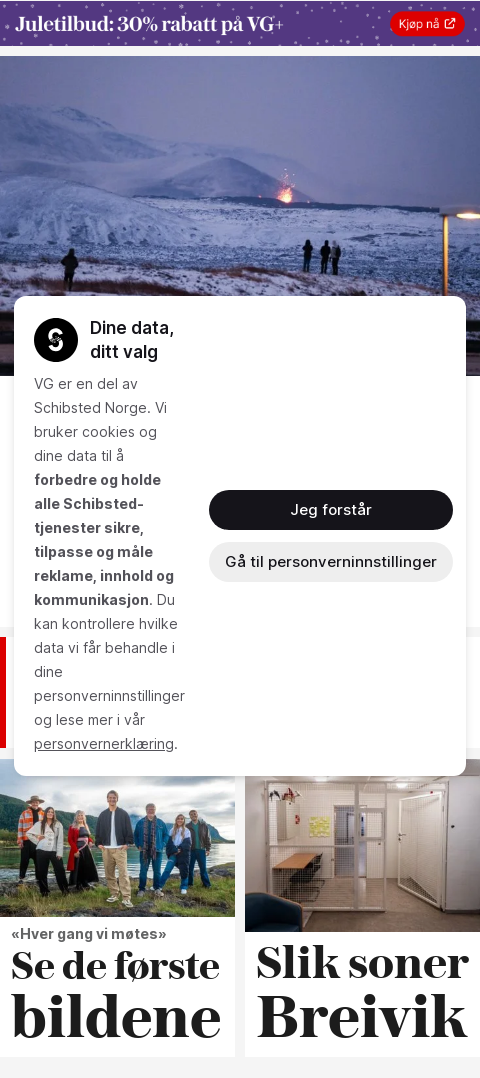 Juletilbud: 30% rabatt på VG+
Kjøp nå
Dine data,
ditt valg
VG er en del av
Schibsted Norge. Vi
bruker cookies og
dine data til å
forbedre og holde
alle Schibsted-
tjenester sikre,
tilpasse og måle
reklame, innhold og
kommunikasjon. Du
kan kontrollere hvilke
data vi får behandle i
dine
personverninnstillinger
og lese mer i vår
personvernerklæring.
Jeg forstår
Gå til personverninnstillinger
«Hver gang vi møtes»
Se de første
bildene
Slik soner
Breivik